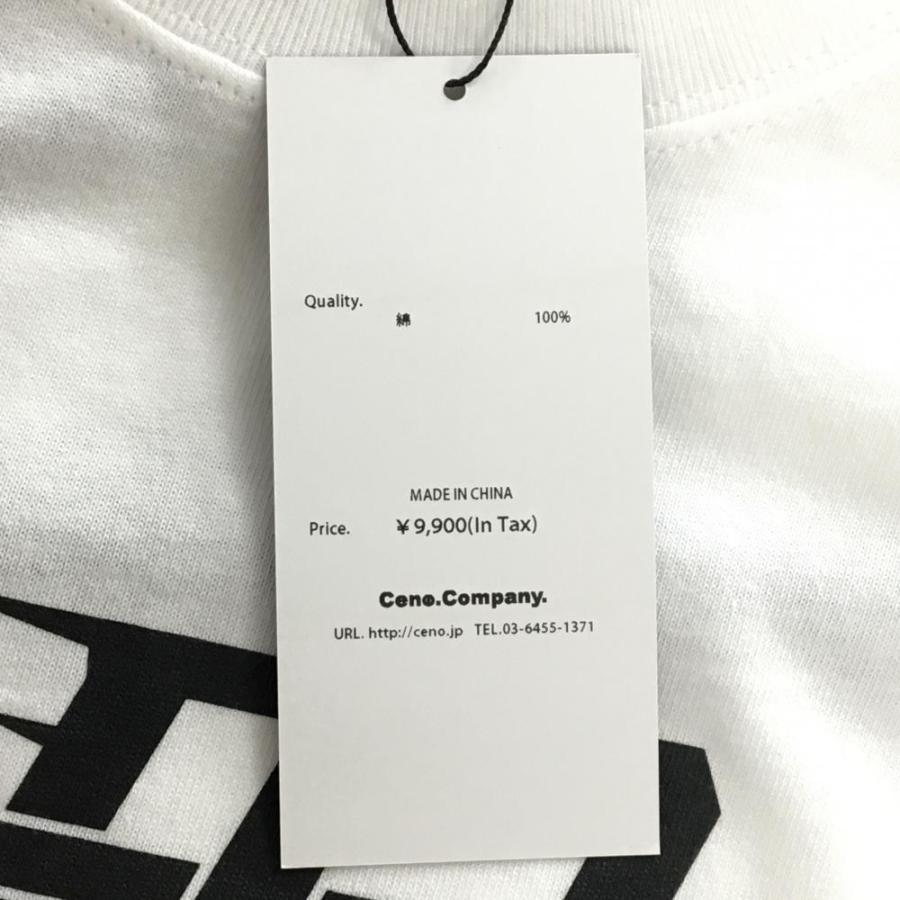 Quality.
綿 100%
MADE IN CHINA
Price. ¥9,900(In Tax)
Ceno.Company.
URL. http://ceno.jp TEL.03-6455-1371